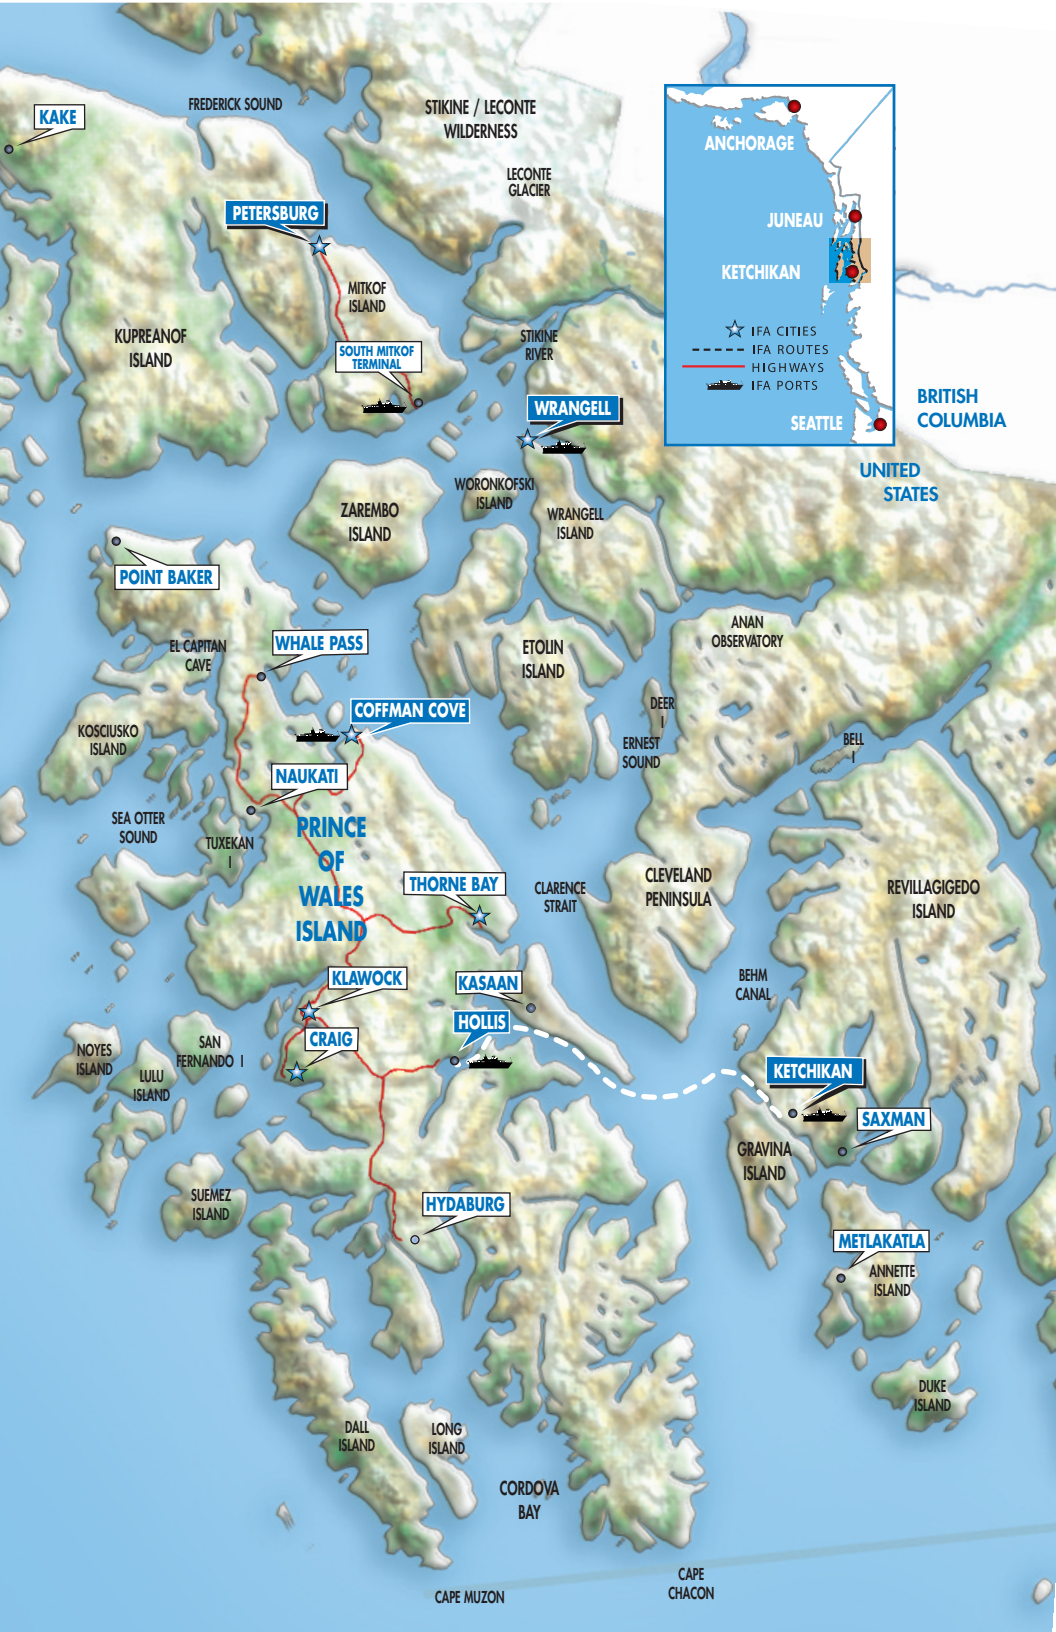 KAKE
FREDERICK SOUND
STIKINE / LECONTE
WILDERNESS
LECONTE
GLACIER
PETERSBURG
MITKOF
ISLAND
KUPREANOF
ISLAND
SOUTH MITKOF
TERMINAL
STIKINE
RIVER
WRANGELL
ANCHORAGE
JUNEAU
KETCHIKAN
IFA CITIES
IFA ROUTES
HIGHWAYS
IFA PORTS
SEATTLE
BRITISH
COLUMBIA
UNITED
STATES
WORONKOFSKI
ISLAND
ZAREMBO
ISLAND
WRANGELL
ISLAND
POINT BAKER
EL CAPITAN
CAVE
WHALE PASS
ETOLIN
ISLAND
ANAN
OBSERVATORY
KOSCIUSKO
ISLAND
COFFMAN COVE
DEER
I
ERNEST
SOUND
BELL
I
NAUKATI
SEA OTTER
SOUND
TUXEKAN
I
PRINCE
OF
WALES
ISLAND
THORNE BAY
CLARENCE
STRAIT
CLEVELAND
PENINSULA
REVILLAGIGEDO
ISLAND
KLAWOCK
KASAAN
BEHM
CANAL
HOLLIS
CRAIG
NOYES
ISLAND
LULU
ISLAND
SAN
FERNANDO I
KETCHIKAN
SAXMAN
GRAVINA
ISLAND
SUEMEZ
ISLAND
HYDABURG
METLAKATLA
ANNETTE
ISLAND
DUKE
ISLAND
DALL
ISLAND
LONG
ISLAND
CORDOVA
BAY
CAPE MUZON
CAPE
CHACON